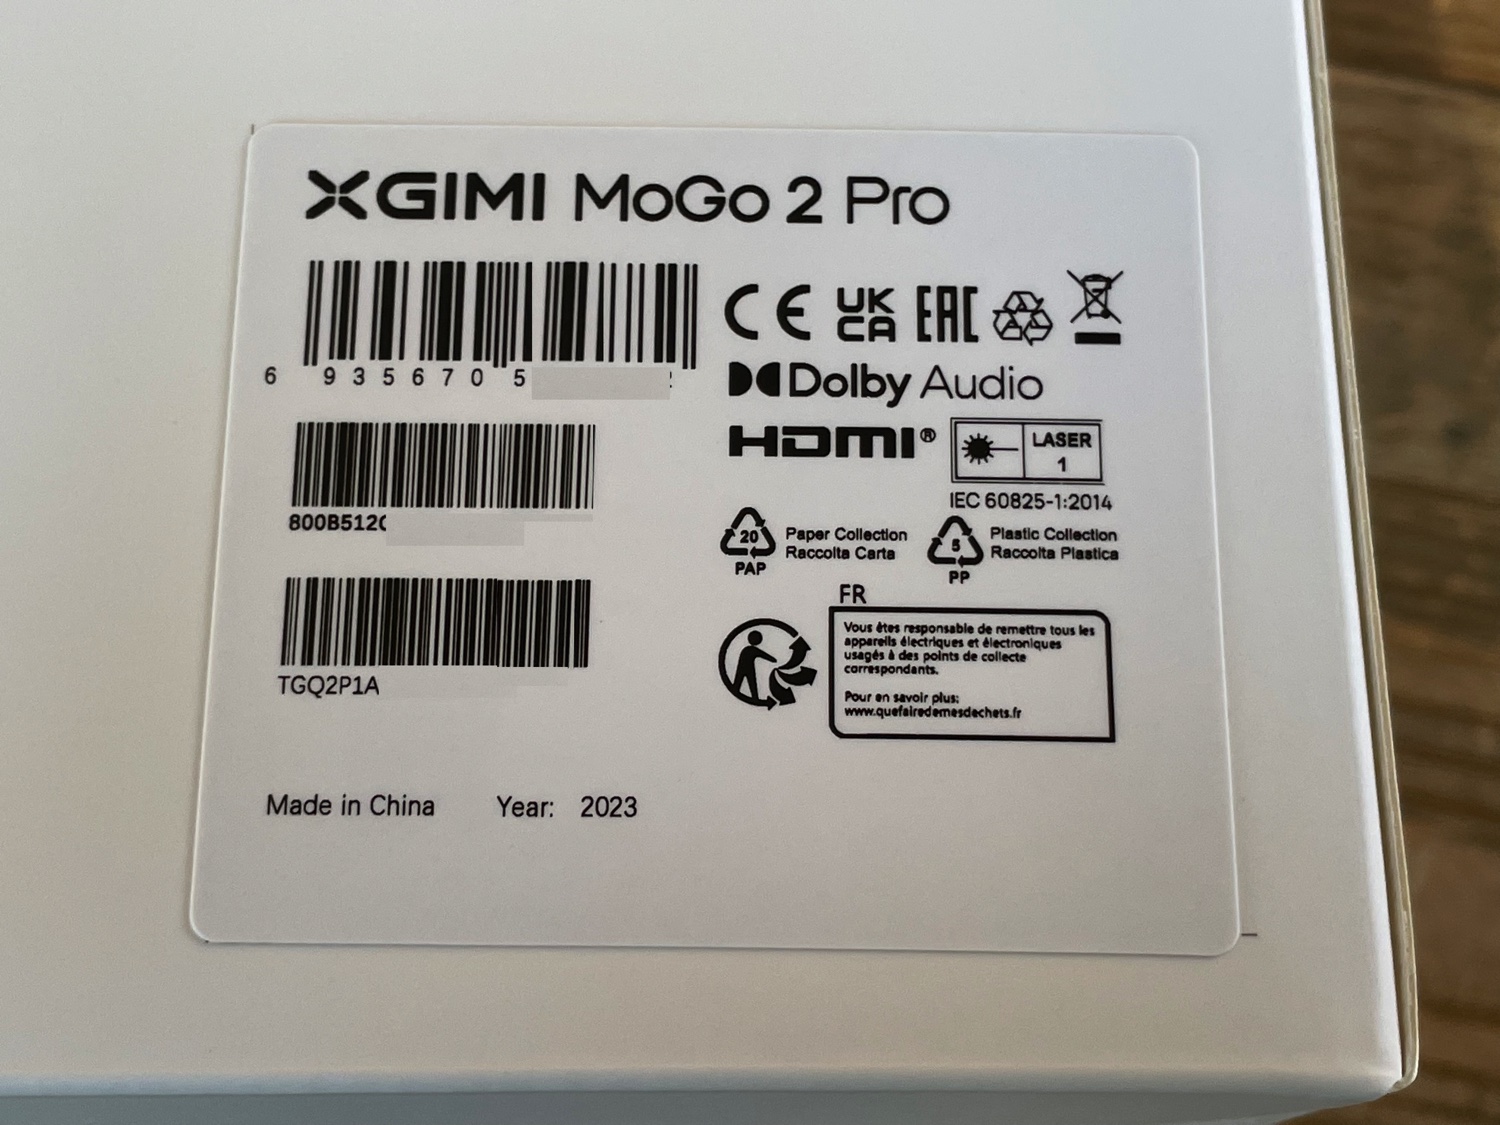 XGIMI MoGo 2 Pro
6 935670 5
CE UK CA EAC
Dolby Audio
HDMI®
LASER
1
800B512
IEC 60825-1:2014
20
PAP
Paper Collection
Raccolta Carta
5
PP
Plastic Collection
Raccolta Plastica
TGQ2P1A
FR
Vous êtes responsable de remettre tous les
appareils électriques et électroniques
usagés à des points de collecte
correspondants.
Pour en savoir plus:
www.quefairedemesdechets.fr
Made in China Year: 2023